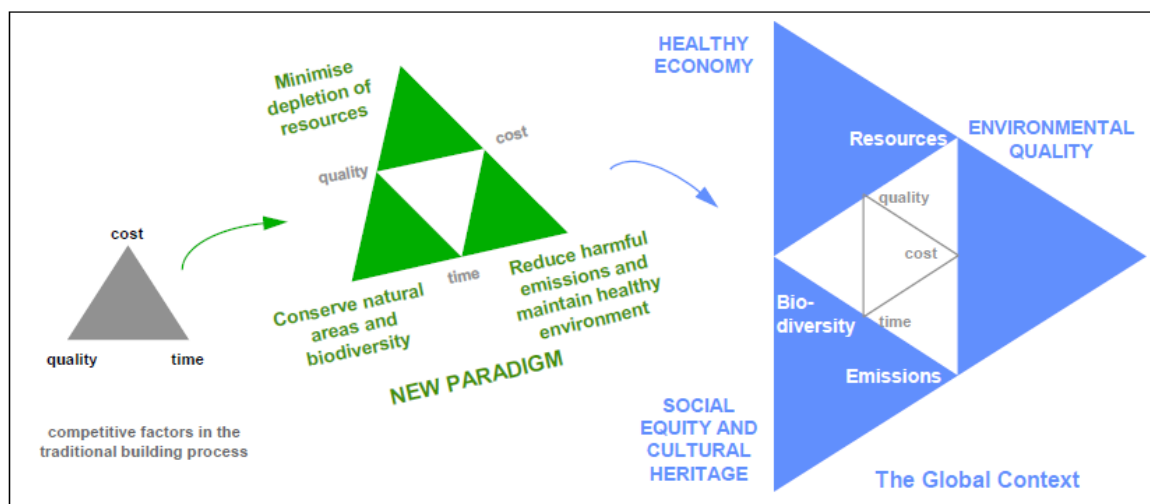 cost
quality
time
competitive factors in the
traditional building process
Minimise
depletion of
resources
cost
quality
time
Conserve natural
areas and
biodiversity
Reduce harmful
emissions and
maintain healthy
environment
NEW PARADIGM
HEALTHY
ECONOMY
ENVIRONMENTAL
QUALITY
Resources
quality
cost
time
Bio-
diversity
Emissions
SOCIAL
EQUITY AND
CULTURAL
HERITAGE
The Global Context